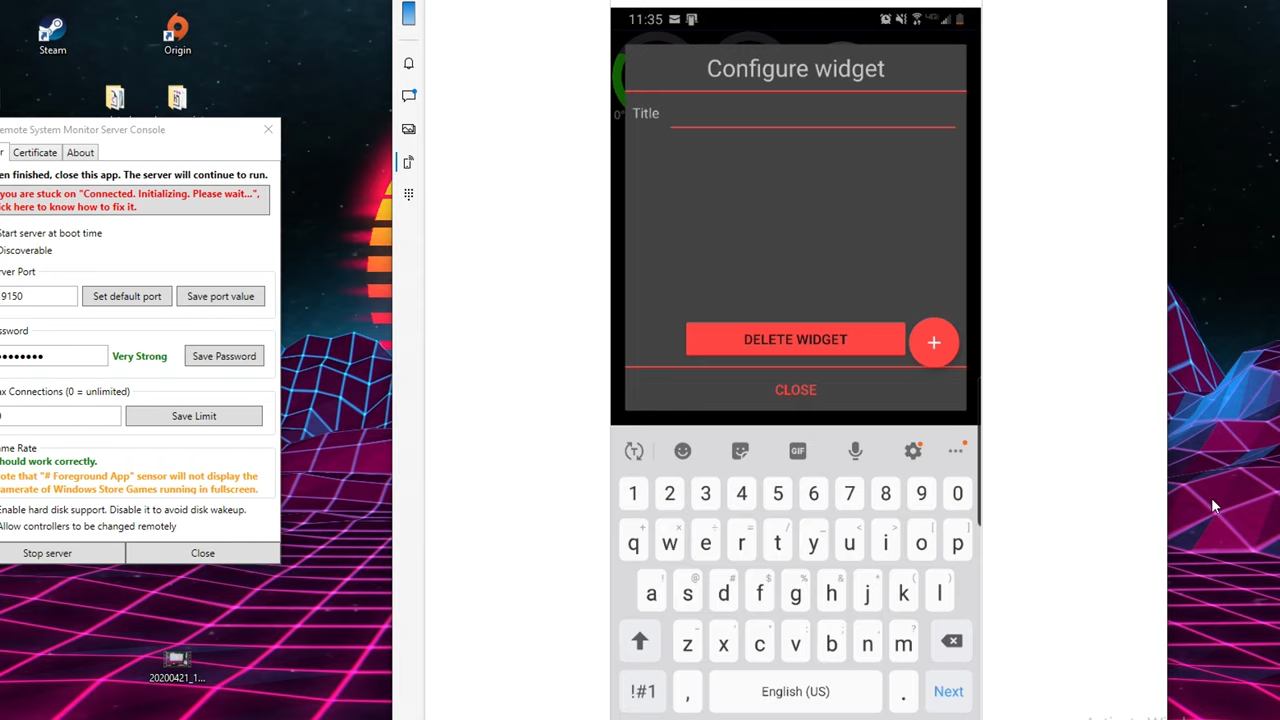 Steam
Origin
emote System Monitor Server Console
r
Certificate
About
en finished, close this app. The server will continue to run.
you are stuck on "Connected. Initializing. Please wait...",
ick here to know how to fix it.
Start server at boot time
Discoverable
rver Port
9150
Set default port
Save port value
ssword
Very Strong
Save Password
ax Connections (0 = unlimited)
0
Save Limit
ame Rate
hould work correctly.
ote that "# Foreground App" sensor will not display the
amerate of Windows Store Games running in fullscreen.
Enable hard disk support. Disable it to avoid disk wakeup.
Allow controllers to be changed remotely
Stop server
Close
20200421_1...
11:35
Configure widget
0°
Title
DELETE WIDGET
+
CLOSE
GIF
1 2 3 4 5 6 7 8 9 0
q w e r t y u i o p
a s d f g h j k l
z x c v b n m
!#1 , English (US) . Next